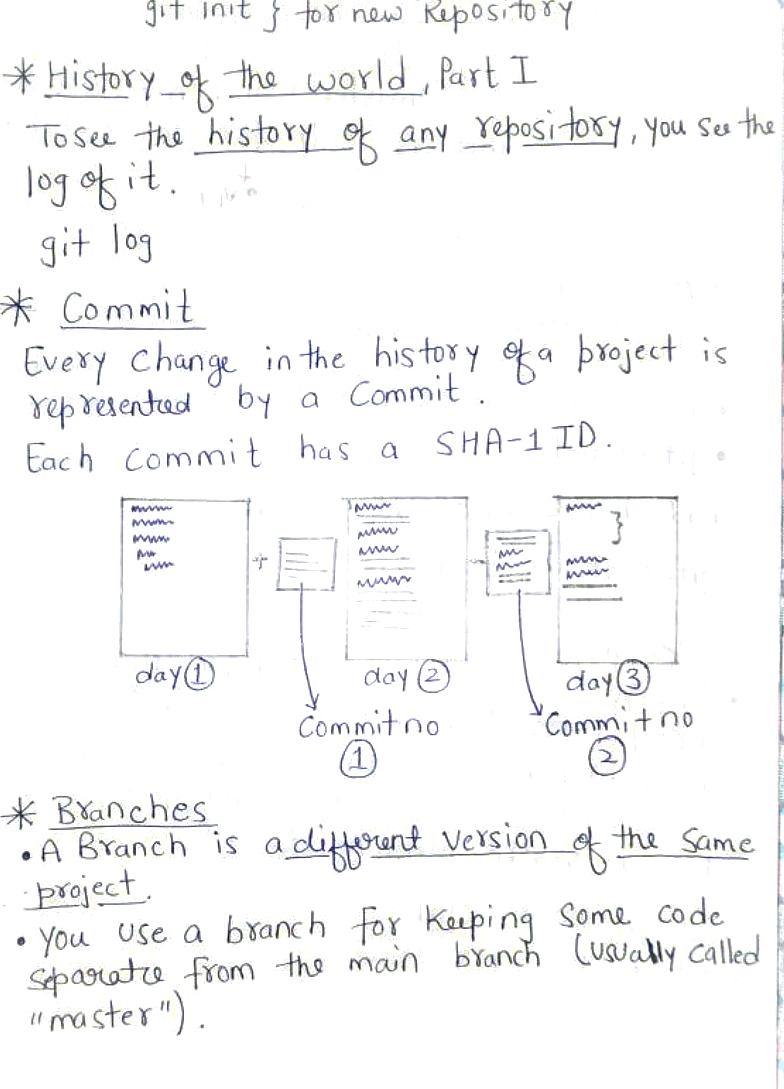 git init } for new Repository
* History of the world, Part I
To see the history of any repository, you see the
log of it.
git log
* Commit
Every Change in the history of a project is
represented by a Commit.
Each commit has a SHA-1 ID.
+
day 1
day 2
day 3
Commit no
1
Commit no
2
* Branches
• A Branch is a different version of the same
project.
• you use a branch for keeping some code
separate from the main branch (usually called
"master").